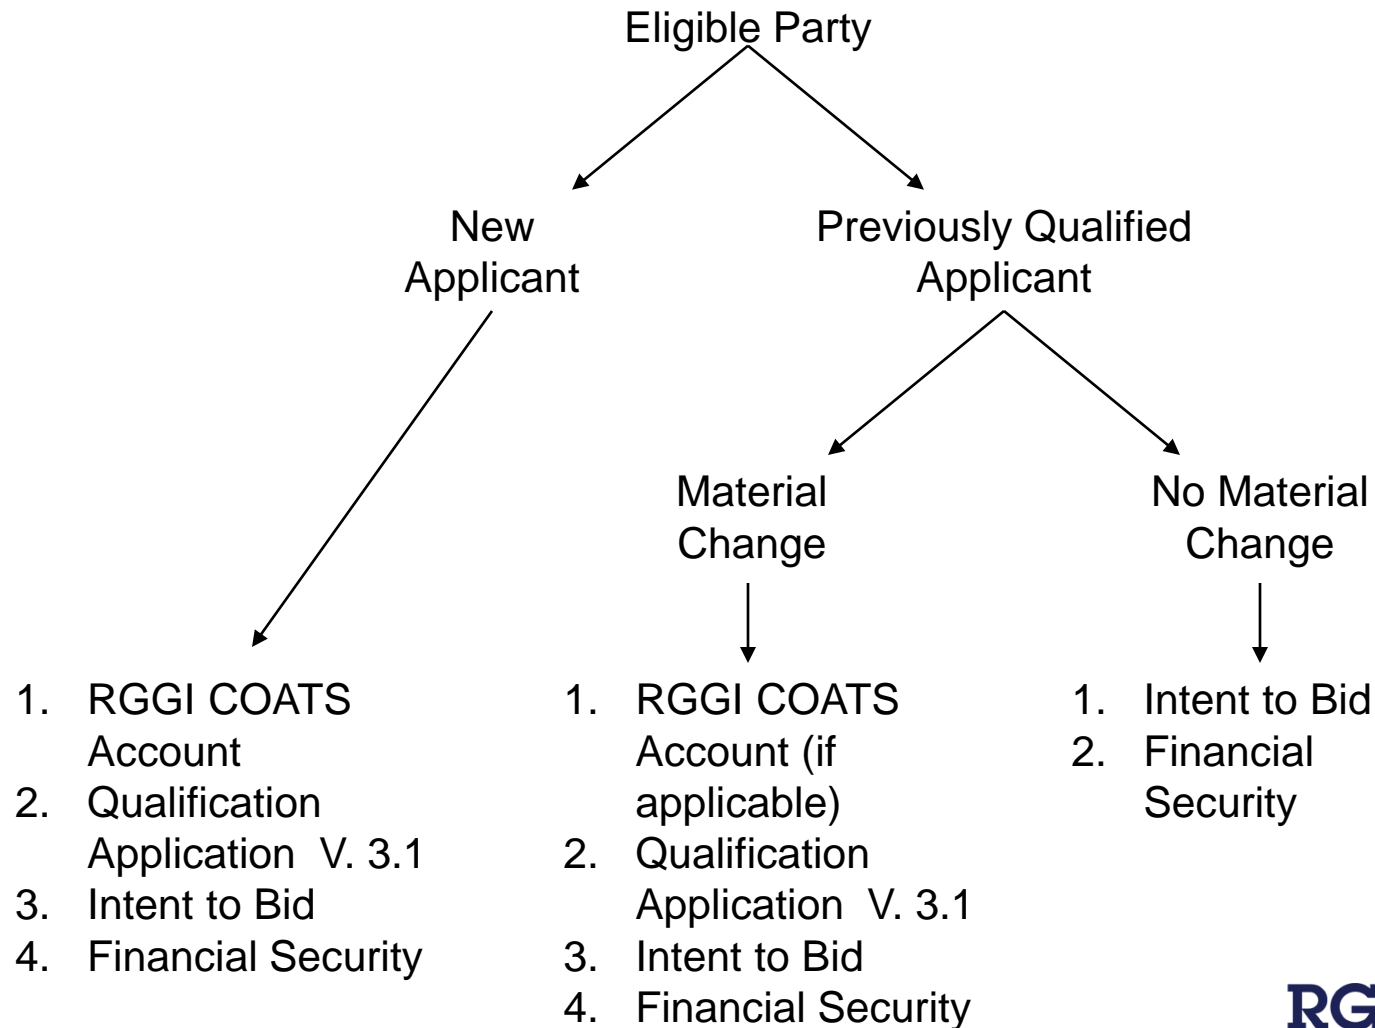 Eligible Party
New
Applicant
Previously Qualified
Applicant
Material
Change
No Material
Change
1. RGGI COATS
Account
2. Qualification
Application V. 3.1
3. Intent to Bid
4. Financial Security
1. RGGI COATS
Account (if
applicable)
2. Qualification
Application V. 3.1
3. Intent to Bid
4. Financial Security
1. Intent to Bid
2. Financial
Security
RG